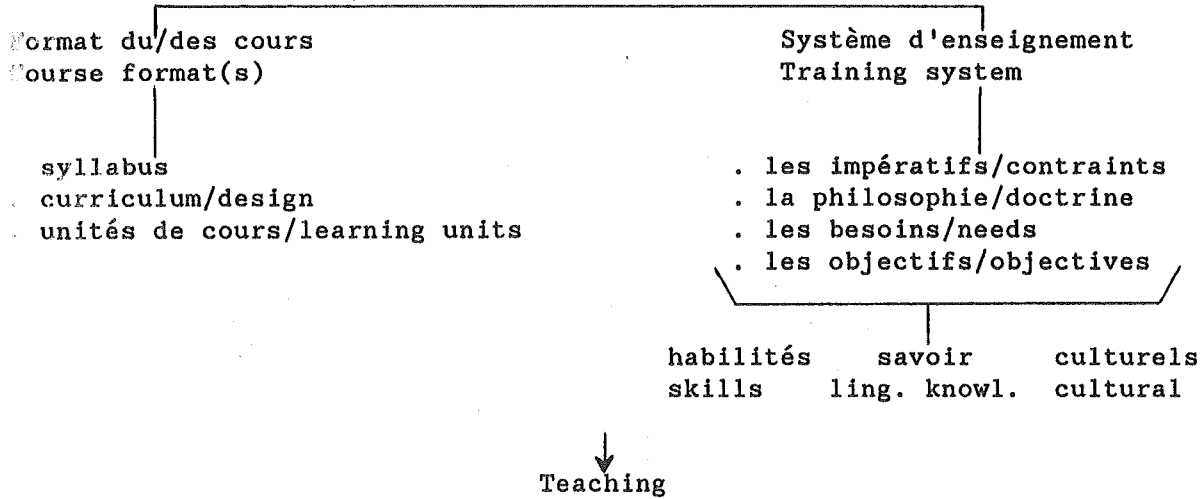 Format du/des cours
Course format(s)
syllabus
. curriculum/design
. unités de cours/learning units
Système d'enseignement
Training system
. les impératifs/contraints
. la philosophie/doctrine
. les besoins/needs
. les objectifs/objectives
habilités savoir culturels
skills ling. knowl. cultural
Teaching